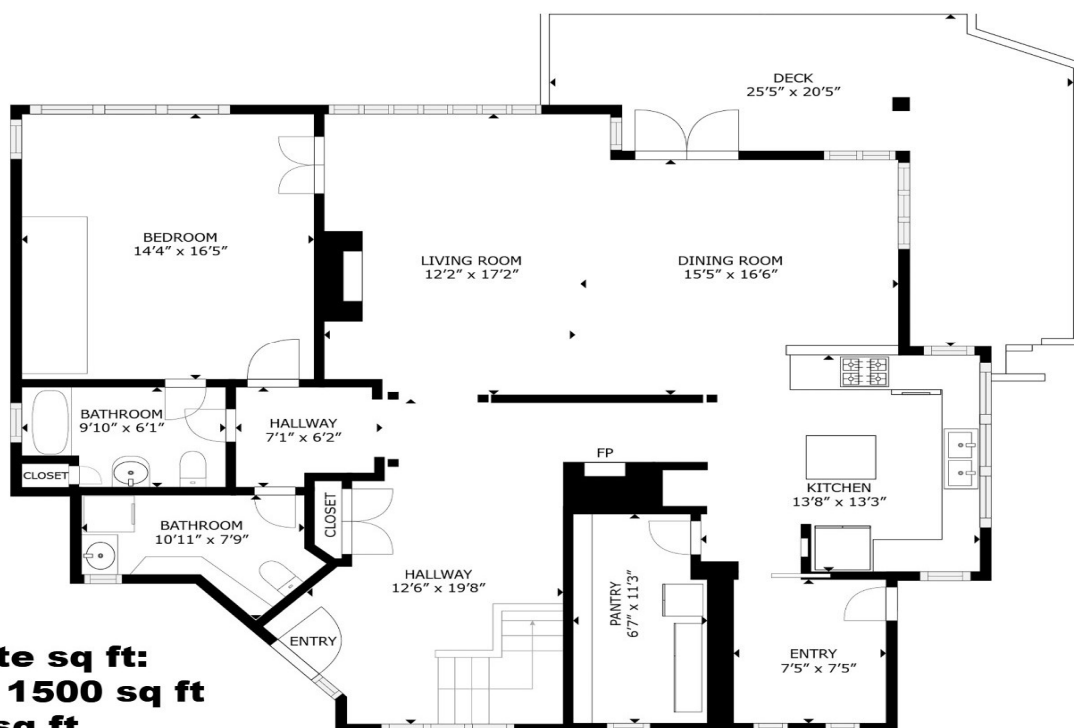 DECK
25'5" x 20'5"
BEDROOM
14'4" x 16'5"
LIVING ROOM
12'2" x 17'2"
DINING ROOM
15'5" x 16'6"
BATHROOM
9'10" x 6'1"
HALLWAY
7'1" x 6'2"
CLOSET
FP
KITCHEN
13'8" x 13'3"
CLOSET
BATHROOM
10'11" x 7'9"
HALLWAY
12'6" x 19'8"
PANTRY
6'7" x 11'3"
ENTRY
ENTRY
7'5" x 7'5"
te sq ft:
1500 sq ft
sq ft